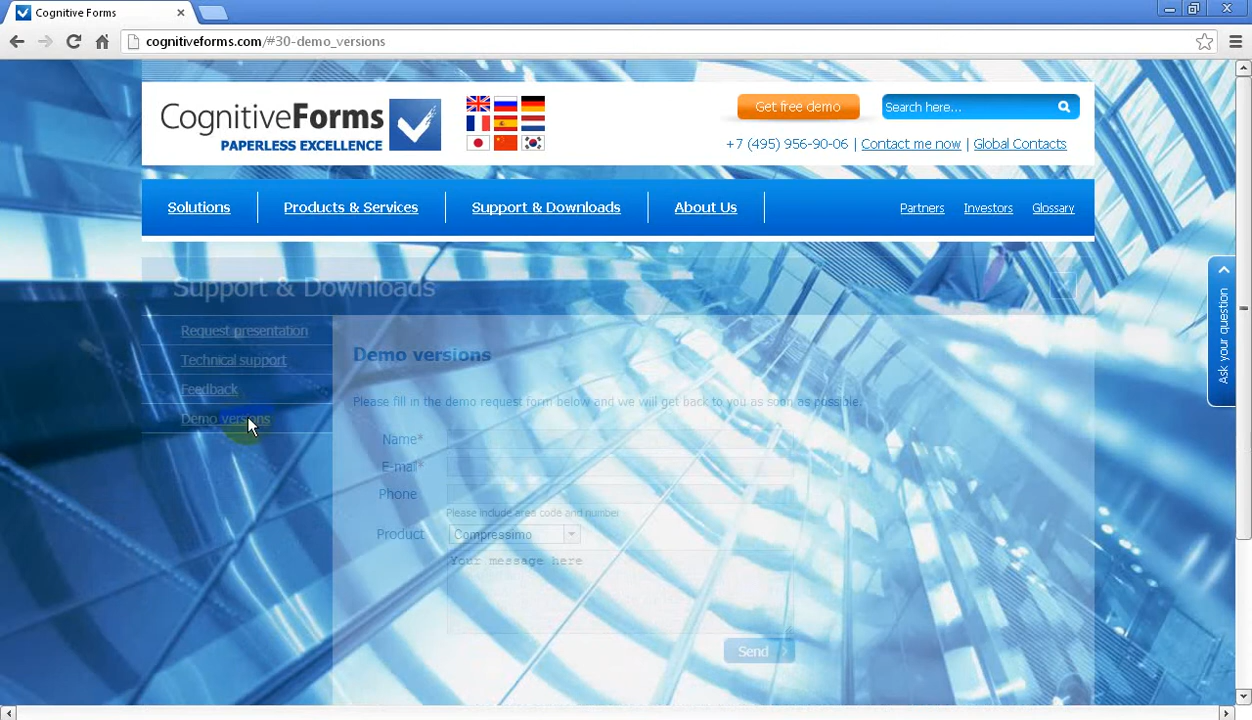 Cognitive Forms
cognitiveforms.com/#30-demo_versions
CognitiveForms
PAPERLESS EXCELLENCE
Get free demo
Search here...
+7 (495) 956-90-06 | Contact me now | Global Contacts
Solutions
Products & Services
Support & Downloads
About Us
Partners
Investors
Glossary
Support & Downloads
Ask your question
Request presentation
Technical support
Feedback
Demo versions
Demo versions
Please fill in the demo request form below and we will get back to you as soon as possible.
Name*
E-mail*
Phone
Please include area code and number
Product
Compressimo
Your message here
Send